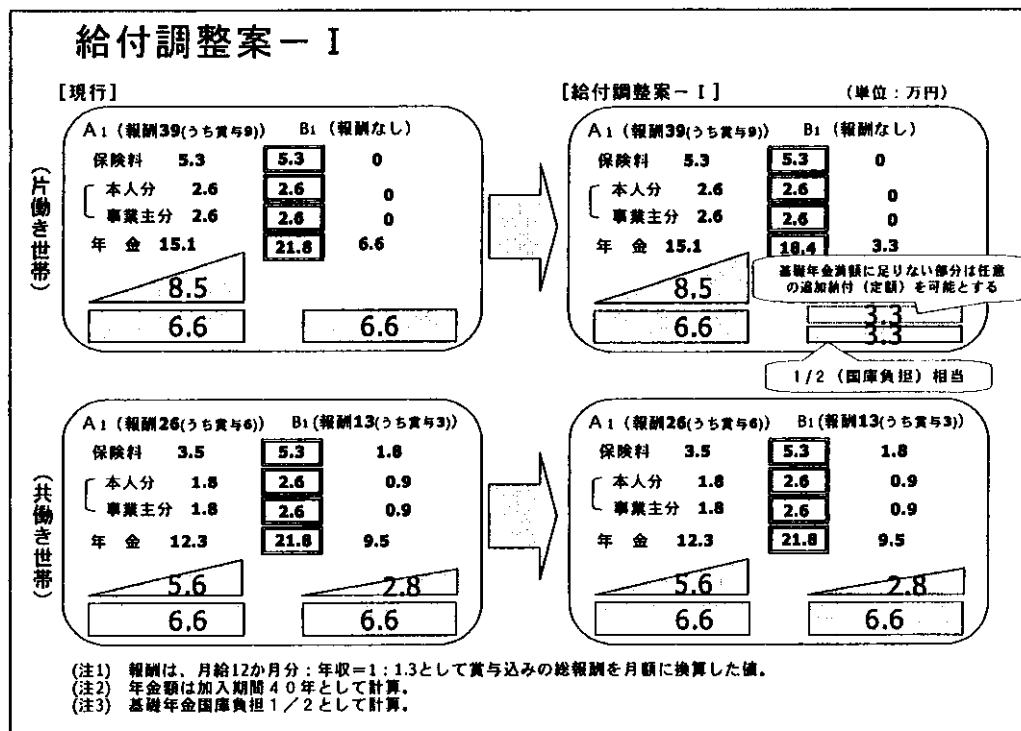 給付調整案－Ⅰ
[現行]
A1（報酬39(うち賞与9)） B1（報酬なし）
保険料 5.3 5.3 0
本人分 2.6 2.6 0
事業主分 2.6 2.6 0
年 金 15.1 21.8 6.6
8.5
6.6 6.6
[給付調整案－Ⅰ] （単位：万円）
A1（報酬39(うち賞与9)） B1（報酬なし）
保険料 5.3 5.3 0
本人分 2.6 2.6 0
事業主分 2.6 2.6 0
年 金 15.1 18.4 3.3
基礎年金満額に足りない部分は任意
の追加納付（定額）を可能とする
8.5
6.6 3.3
3.3
1/2（国庫負担）相当
（片働き世帯）
A1（報酬26(うち賞与6)） B1(報酬13(うち賞与3))
保険料 3.5 5.3 1.8
本人分 1.8 2.6 0.9
事業主分 1.8 2.6 0.9
年 金 12.3 21.8 9.5
5.6 2.8
6.6 6.6
A1（報酬26(うち賞与6)） B1(報酬13(うち賞与3))
保険料 3.5 5.3 1.8
本人分 1.8 2.6 0.9
事業主分 1.8 2.6 0.9
年 金 12.3 21.8 9.5
5.6 2.8
6.6 6.6
（共働き世帯）
(注1) 報酬は、月給12か月分：年収＝1：1.3として賞与込みの総報酬を月額に換算した値。
(注2) 年金額は加入期間４０年として計算。
(注3) 基礎年金国庫負担１／２として計算。